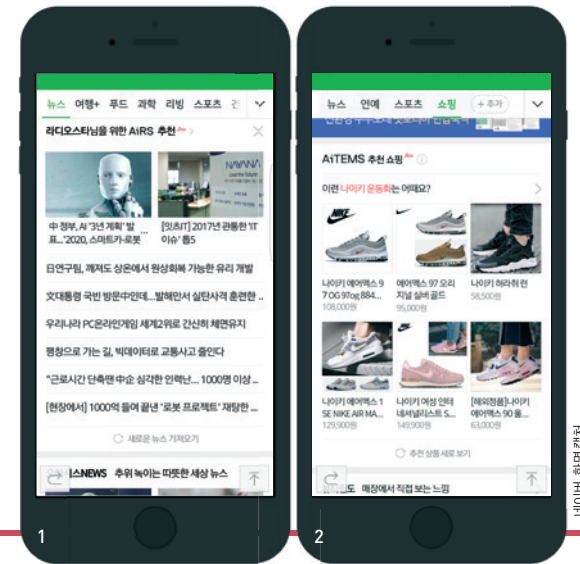 뉴스 여행+ 푸드 과학 리빙 스포츠
라디오스타님을 위한 AiRS 추천
NAYANA
中 정부, AI '3년 계획' 발
표...'2020, 스마트카·로봇 ...
[잇츠IT] 2017년 관통한 'IT
이슈' 톱5
日연구팀, 깨져도 상온에서 원상회복 가능한 유리 개발
文대통령 국빈 방문中인데...발해만서 실탄사격 훈련한 ..
우리나라 PC온라인게임 세계2위로 간신히 체면유지
평창으로 가는 길, 빅데이터로 교통사고 줄인다
"근로시간 단축땐 中企 심각한 인력난... 1000명 이상 ...
[현장에서] 1000억 들여 끝낸 '로봇 프로젝트' 재탕한 ...
새로운 뉴스 가져오기
NEWS 추위 녹이는 따뜻한 세상 뉴스
1
뉴스 연예 스포츠 쇼핑 + 추가
AiTEMS 추천 쇼핑
이런 나이키 운동화는 어때요?
NIKE
나이키 에어맥스 9
7 OG 97og 884...
108,000원
에어맥스 97 오리
지널 실버 골드
95,000원
나이키 허라취 런
58,500원
나이키 에어맥스 1
SE NIKE AIR MA...
129,900원
나이키 여성 인터
내셔널리스트 S...
149,900원
[해외정품]나이키
에어맥스 90 울...
63,000원
추천 상품 새로 보기
매장에서 직접 보는 느낌
2
네이버 화면 캡처